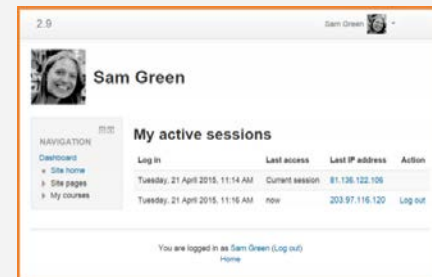 2.9
Sam Green
Sam Green
NAVIGATION
Dashboard
Site home
Site pages
My courses
My active sessions
Log in Last access Last IP address Action
Tuesday, 21 April 2015, 11:14 AM Current session 81.136.122.106
Tuesday, 21 April 2015, 11:16 AM now 203.97.116.120 Log out
You are logged in as Sam Green (Log out)
Home